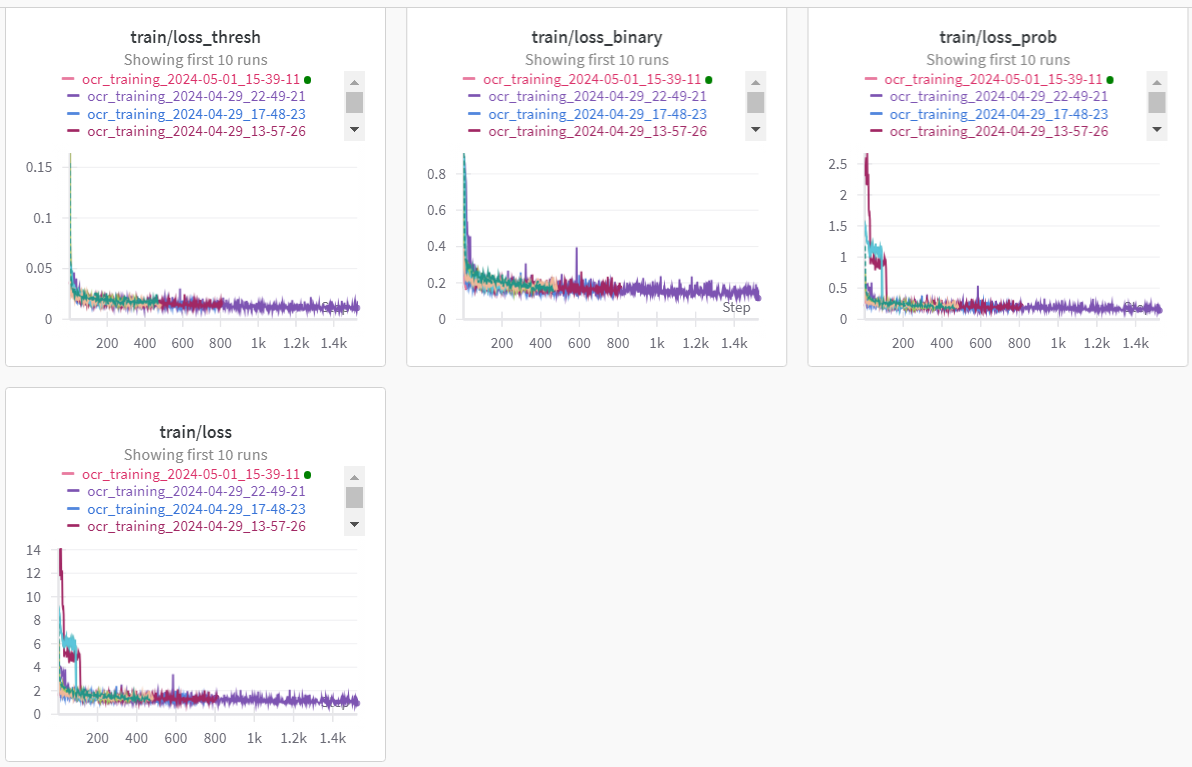 train/loss_thresh
Showing first 10 runs
ocr_training_2024-05-01_15-39-11
ocr_training_2024-04-29_22-49-21
ocr_training_2024-04-29_17-48-23
ocr_training_2024-04-29_13-57-26
0.15
0.1
0.05
0
Step
200 400 600 800 1k 1.2k 1.4k
train/loss_binary
Showing first 10 runs
ocr_training_2024-05-01_15-39-11
ocr_training_2024-04-29_22-49-21
ocr_training_2024-04-29_17-48-23
ocr_training_2024-04-29_13-57-26
0.8
0.6
0.4
0.2
0
Step
200 400 600 800 1k 1.2k 1.4k
train/loss_prob
Showing first 10 runs
ocr_training_2024-05-01_15-39-11
ocr_training_2024-04-29_22-49-21
ocr_training_2024-04-29_17-48-23
ocr_training_2024-04-29_13-57-26
2.5
2
1.5
1
0.5
0
Step
200 400 600 800 1k 1.2k 1.4k
train/loss
Showing first 10 runs
ocr_training_2024-05-01_15-39-11
ocr_training_2024-04-29_22-49-21
ocr_training_2024-04-29_17-48-23
ocr_training_2024-04-29_13-57-26
14
12
10
8
6
4
2
0
Step
200 400 600 800 1k 1.2k 1.4k